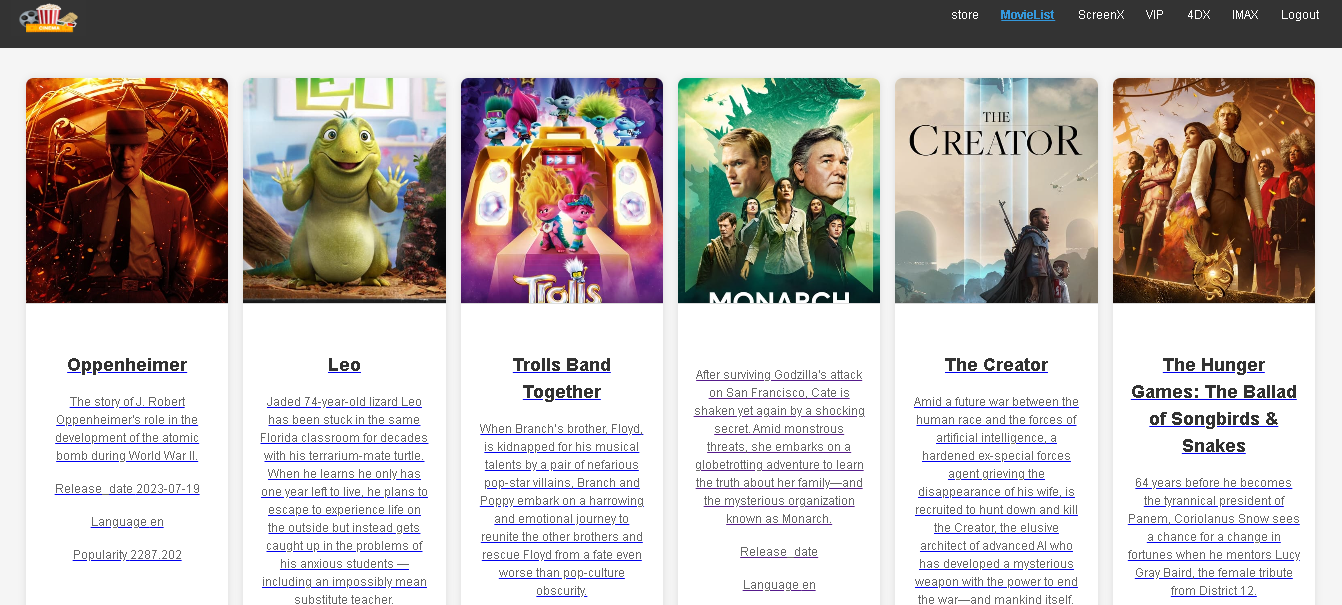 CINEMA
store MovieList ScreenX VIP 4DX IMAX Logout
LEO
Trolls
MONARCH
THE
CREATOR
Oppenheimer
The story of J. Robert
Oppenheimer's role in the
development of the atomic
bomb during World War II.
Release_date 2023-07-19
Language en
Popularity 2287.202
Leo
Jaded 74-year-old lizard Leo
has been stuck in the same
Florida classroom for decades
with his terrarium-mate turtle.
When he learns he only has
one year left to live, he plans to
escape to experience life on
the outside but instead gets
caught up in the problems of
his anxious students —
including an impossibly mean
substitute teacher.
Trolls Band
Together
When Branch's brother, Floyd,
is kidnapped for his musical
talents by a pair of nefarious
pop-star villains, Branch and
Poppy embark on a harrowing
and emotional journey to
reunite the other brothers and
rescue Floyd from a fate even
worse than pop-culture
obscurity.
After surviving Godzilla's attack
on San Francisco, Cate is
shaken yet again by a shocking
secret. Amid monstrous
threats, she embarks on a
globetrotting adventure to learn
the truth about her family—and
the mysterious organization
known as Monarch.
Release_date
Language en
The Creator
Amid a future war between the
human race and the forces of
artificial intelligence, a
hardened ex-special forces
agent grieving the
disappearance of his wife, is
recruited to hunt down and kill
the Creator, the elusive
architect of advanced AI who
has developed a mysterious
weapon with the power to end
the war—and mankind itself.
The Hunger
Games: The Ballad
of Songbirds &
Snakes
64 years before he becomes
the tyrannical president of
Panem, Coriolanus Snow sees
a chance for a change in
fortunes when he mentors Lucy
Gray Baird, the female tribute
from District 12.